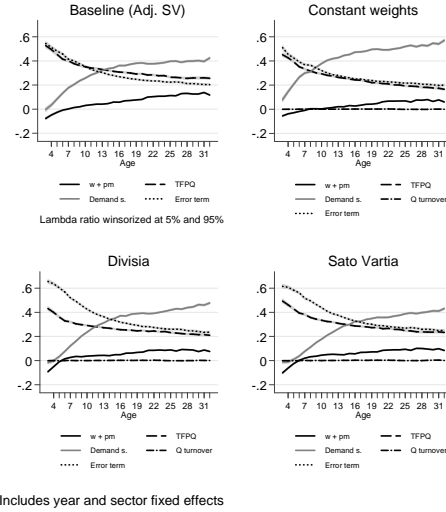 Baseline (Adj. SV)
.6
.4
.2
0
-.2
4 7 10 13 16 19 22 25 28 31
Age
w + pm TFPQ
Demand s. Error term
Lambda ratio winsorized at 5% and 95%
Constant weights
.6
.4
.2
0
-.2
4 7 10 13 16 19 22 25 28 31
Age
w + pm TFPQ
Demand s. Q turnover
Error term
Divisia
.6
.4
.2
0
-.2
4 7 10 13 16 19 22 25 28 31
Age
w + pm TFPQ
Demand s. Q turnover
Error term
Sato Vartia
.6
.4
.2
0
-.2
4 7 10 13 16 19 22 25 28 31
Age
w + pm TFPQ
Demand s. Q turnover
Error term
Includes year and sector fixed effects